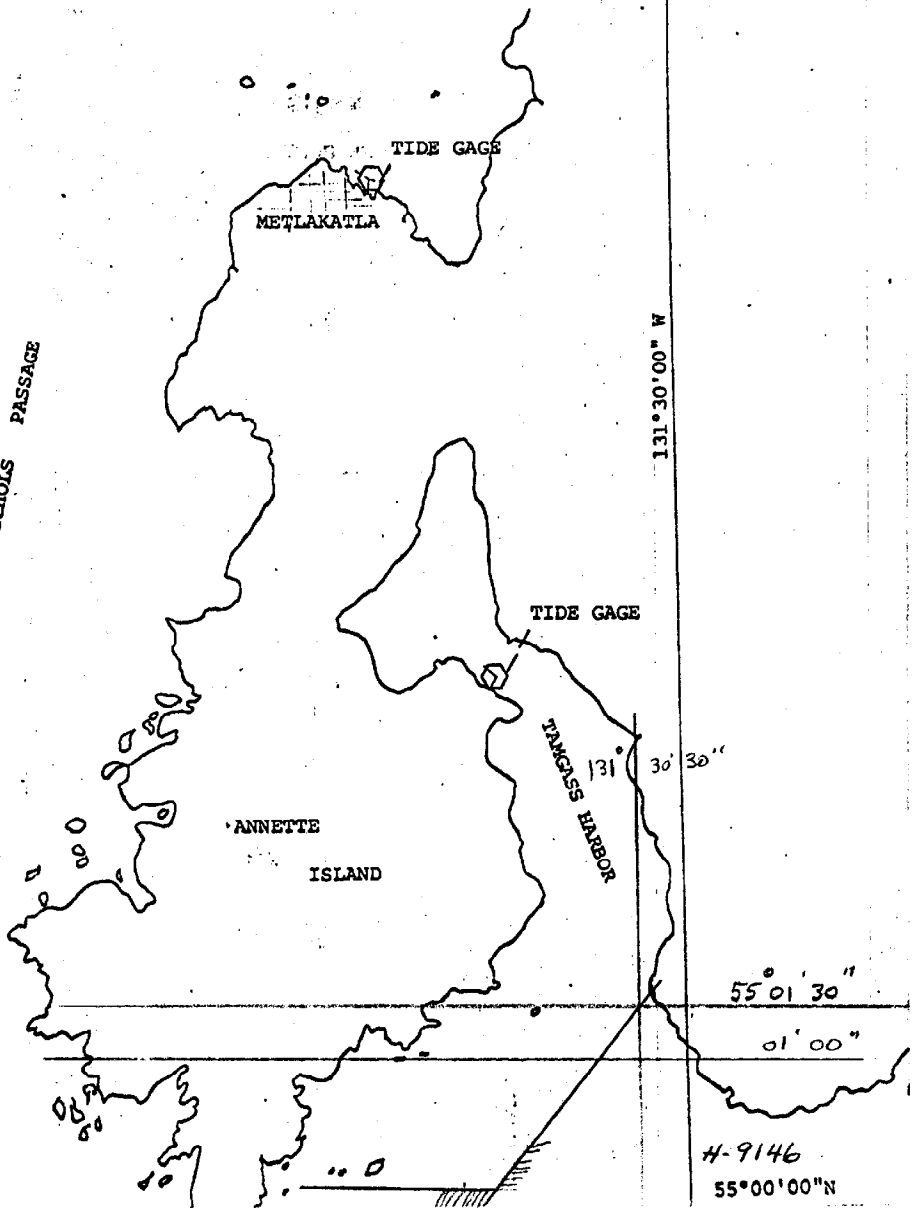 TIDE GAGE
METLAKATLA
PASSAGE
131°30'00" W
TIDE GAGE
TAMGASS HARBOR
131° 30' 30"
ANNETTE
ISLAND
55° 01' 30"
01' 00"
H-9146
55°00'00"N